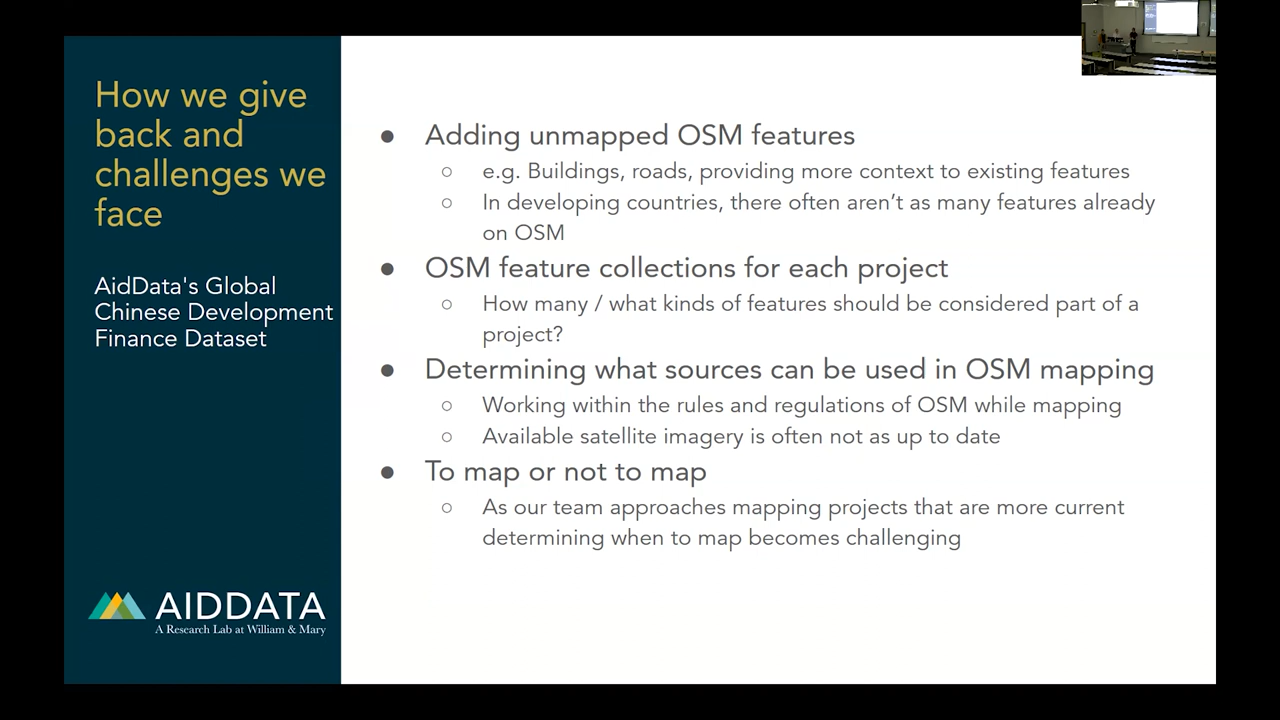 How we give
back and
challenges we
face
AidData's Global
Chinese Development
Finance Dataset
AIDDATA
A Research Lab at William & Mary
● Adding unmapped OSM features
○ e.g. Buildings, roads, providing more context to existing features
○ In developing countries, there often aren't as many features already
on OSM
● OSM feature collections for each project
○ How many / what kinds of features should be considered part of a
project?
● Determining what sources can be used in OSM mapping
○ Working within the rules and regulations of OSM while mapping
○ Available satellite imagery is often not as up to date
● To map or not to map
○ As our team approaches mapping projects that are more current
determining when to map becomes challenging